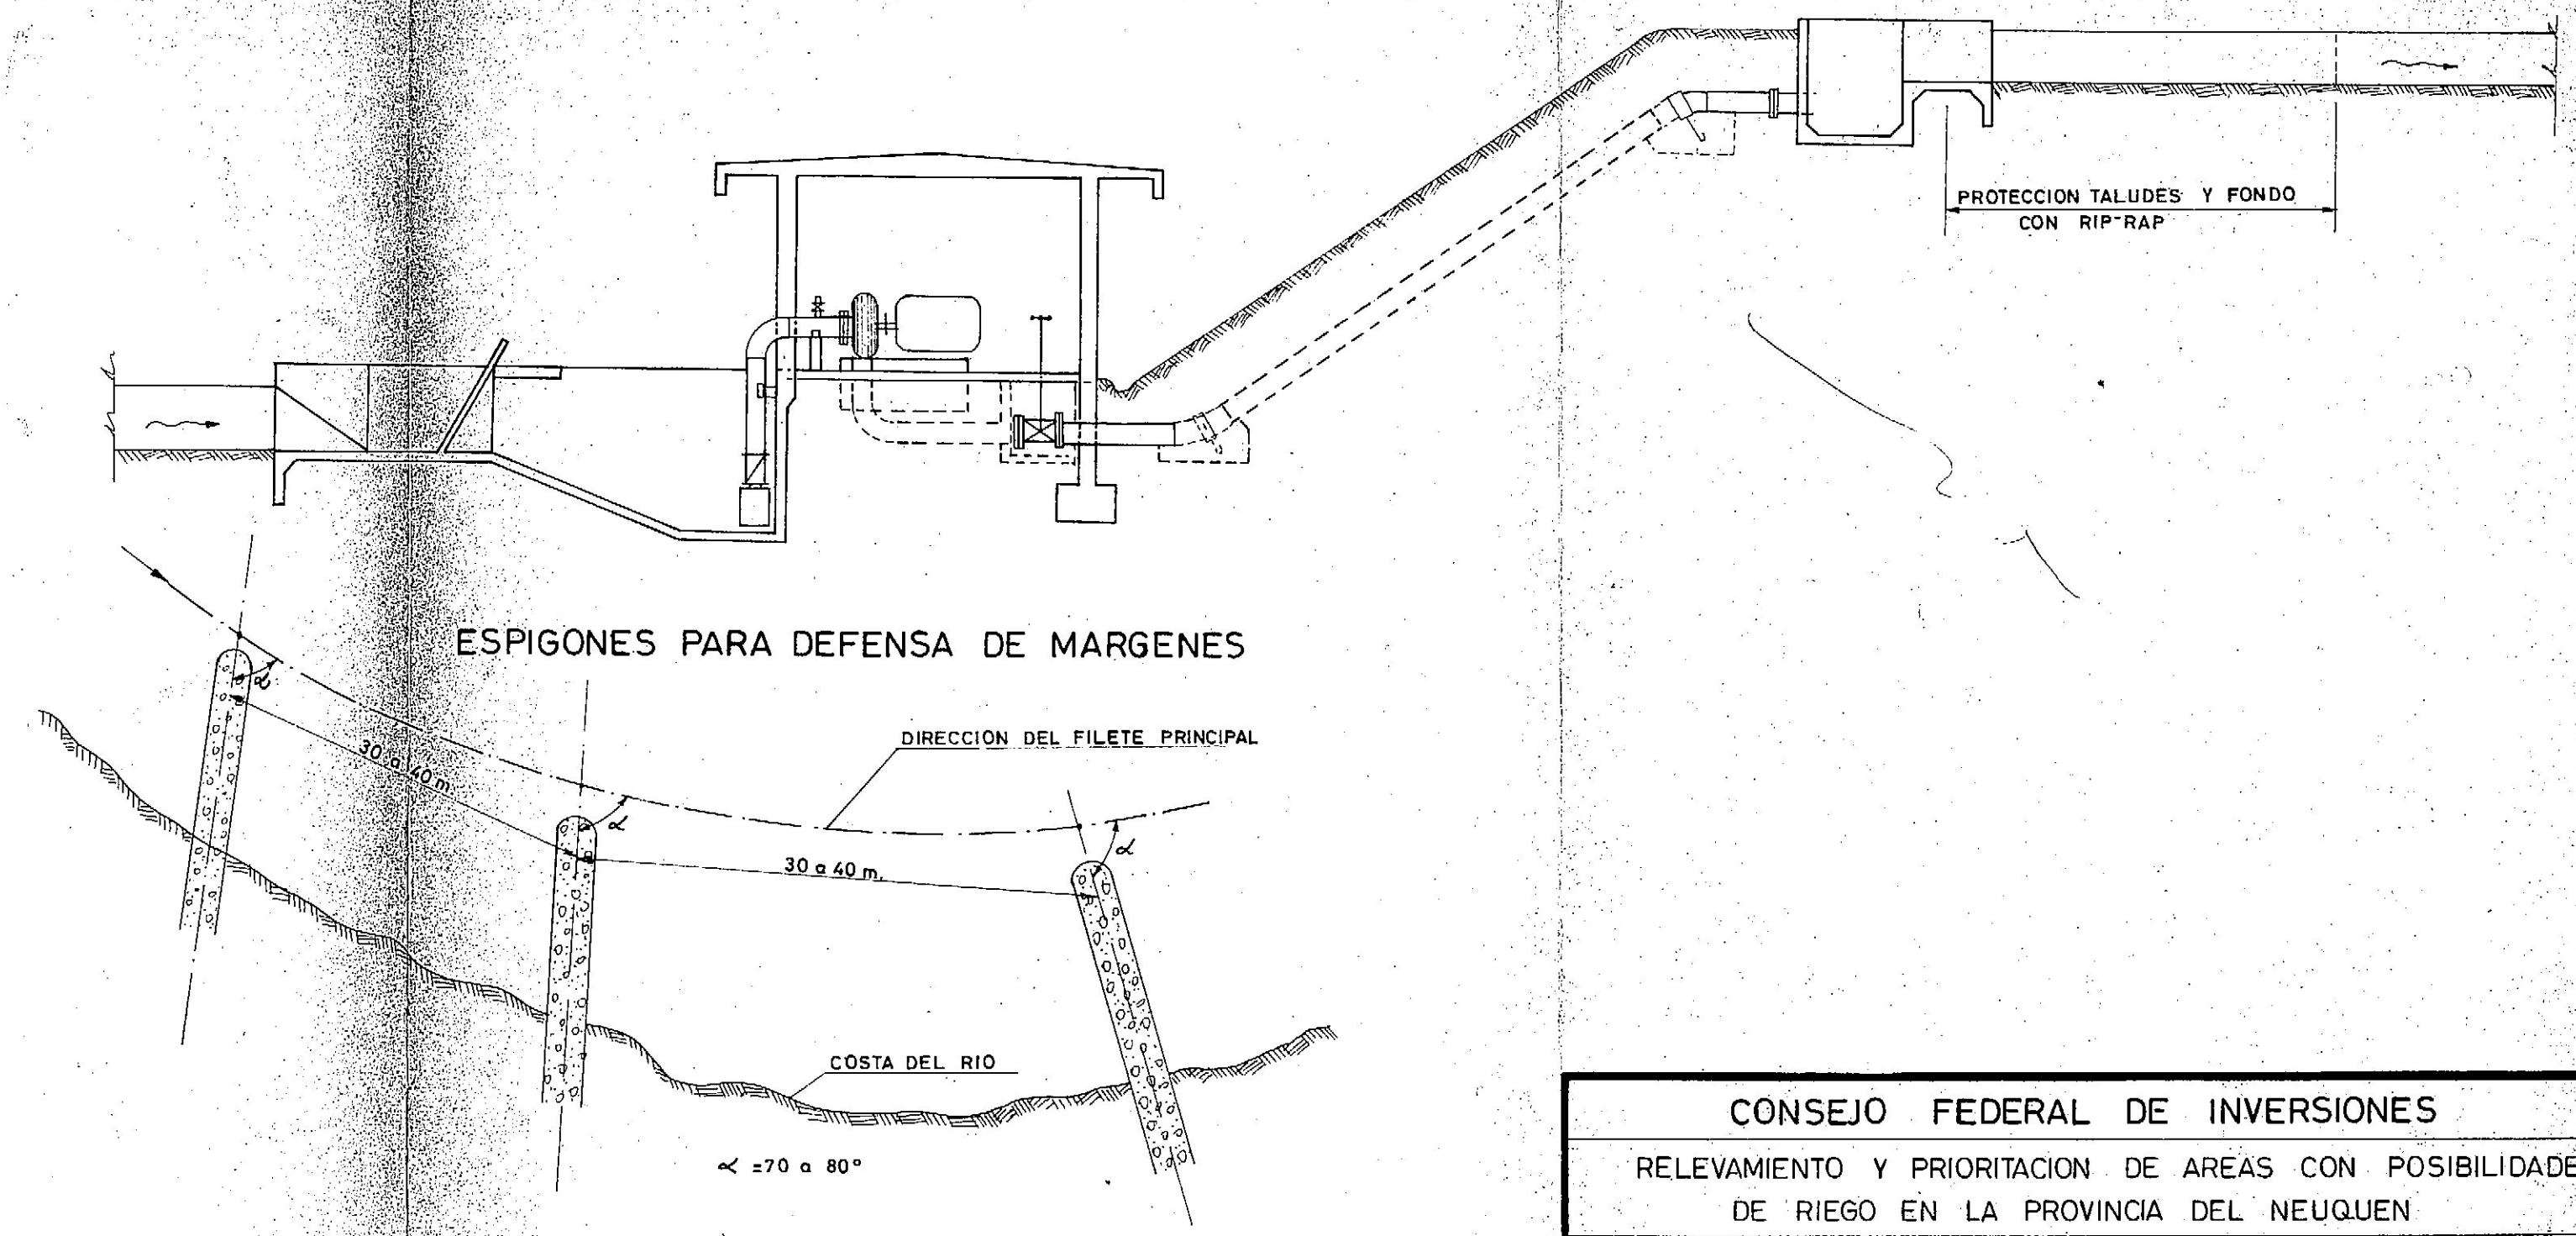 PROTECCION TALUDES Y FONDO
CON RIP-RAP
ESPIGONES PARA DEFENSA DE MARGENES
α
DIRECCION DEL FILETE PRINCIPAL
30 a 40 m.
α
30 a 40 m.
α
COSTA DEL RIO
α =70 a 80°
CONSEJO FEDERAL DE INVERSIONES
RELEVAMIENTO Y PRIORITACION DE AREAS CON POSIBILIDADE
DE RIEGO EN LA PROVINCIA DEL NEUQUEN